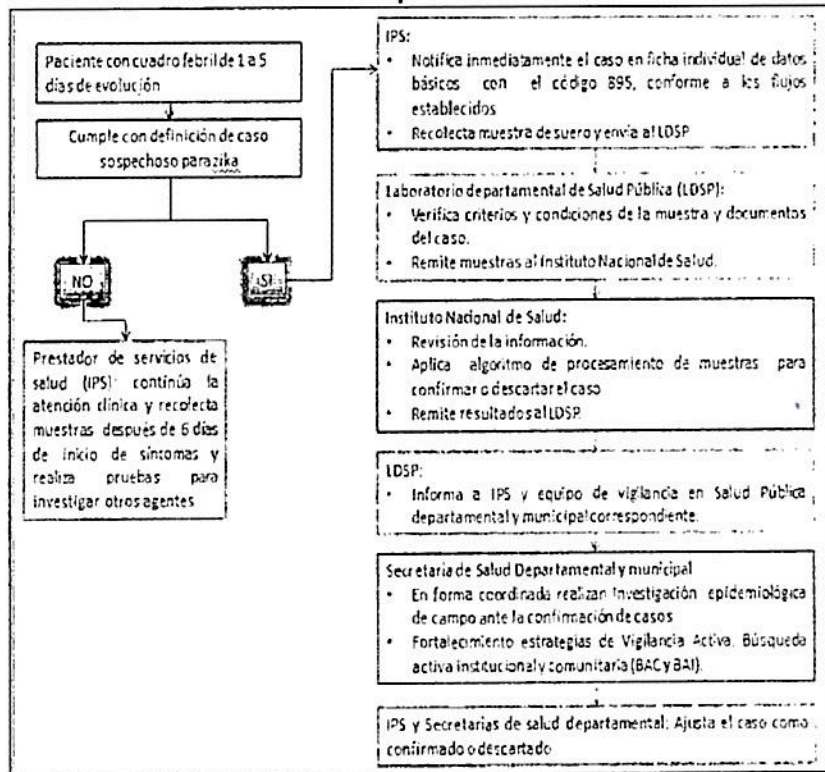 Paciente con cuadro febril de 1 a 5
días de evolución
Cumple con definición de caso
sospechoso para zika
NO
SI
Prestador de servicios de
salud (IPS): continúa la
atención clínica y recolecta
muestras después de 6 días
de inicio de síntomas y
realiza pruebas para
investigar otros agentes
IPS:
• Notifica inmediatamente el caso en ficha individual de datos
básicos con el código 895, conforme a los flujos
establecidos
• Recolecta muestra de suero y envía al LDSP
Laboratorio departamental de Salud Pública (LDSP):
• Verifica criterios y condiciones de la muestra y documentos
del caso.
• Remite muestras al Instituto Nacional de Salud.
Instituto Nacional de Salud:
• Revisión de la información.
• Aplica algoritmo de procesamiento de muestras para
confirmar o descartar el caso
• Remite resultados al LDSP.
LDSP:
• Informa a IPS y equipo de vigilancia en Salud Pública
departamental y municipal correspondiente.
Secretaria de Salud Departamental y municipal
• En forma coordinada realizan Investigación epidemiológica
de campo ante la confirmación de casos
• Fortalecimiento estrategias de Vigilancia Activa. Búsqueda
activa institucional y comunitaria (BAC y BAI).
IPS y Secretarias de salud departamental: Ajusta el caso como
confirmado o descartado